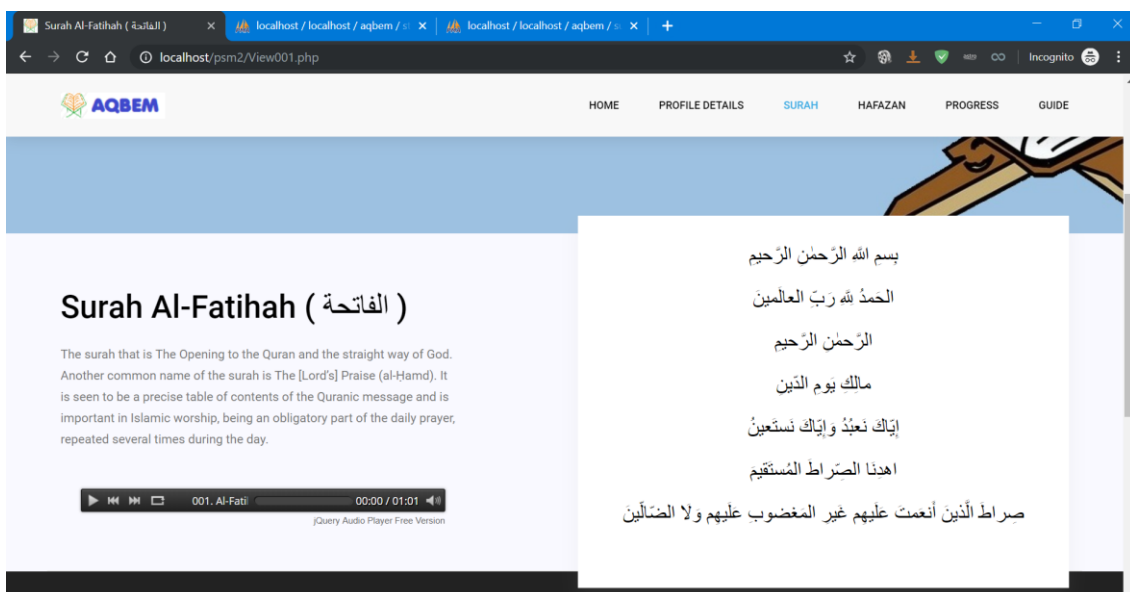 Surah Al-Fatihah ( الفاتحة )
localhost / localhost / aqbem /
localhost / localhost / aqbem /
localhost/psm2/View001.php
Incognito
AQBEM
HOME
PROFILE DETAILS
SURAH
HAFAZAN
PROGRESS
GUIDE
Surah Al-Fatihah ( الفاتحة )
The surah that is The Opening to the Quran and the straight way of God.
Another common name of the surah is The [Lord's] Praise (al-Ḥamd). It
is seen to be a precise table of contents of the Quranic message and is
important in Islamic worship, being an obligatory part of the daily prayer,
repeated several times during the day.
001. Al-Fati
00:00 / 01:01
jQuery Audio Player Free Version
بِسمِ اللَّهِ الرَّحمٰنِ الرَّحيمِ
الحَمدُ لِلَّهِ رَبِّ العالَمينَ
الرَّحمٰنِ الرَّحيمِ
مالِكِ يَومِ الدّينِ
إِيّاكَ نَعبُدُ وَإِيّاكَ نَستَعينُ
اهدِنَا الصِّراطَ المُستَقيمَ
صِراطَ الَّذينَ أَنعَمتَ عَلَيهِم غَيرِ المَغضوبِ عَلَيهِم وَلَا الضّالّينَ